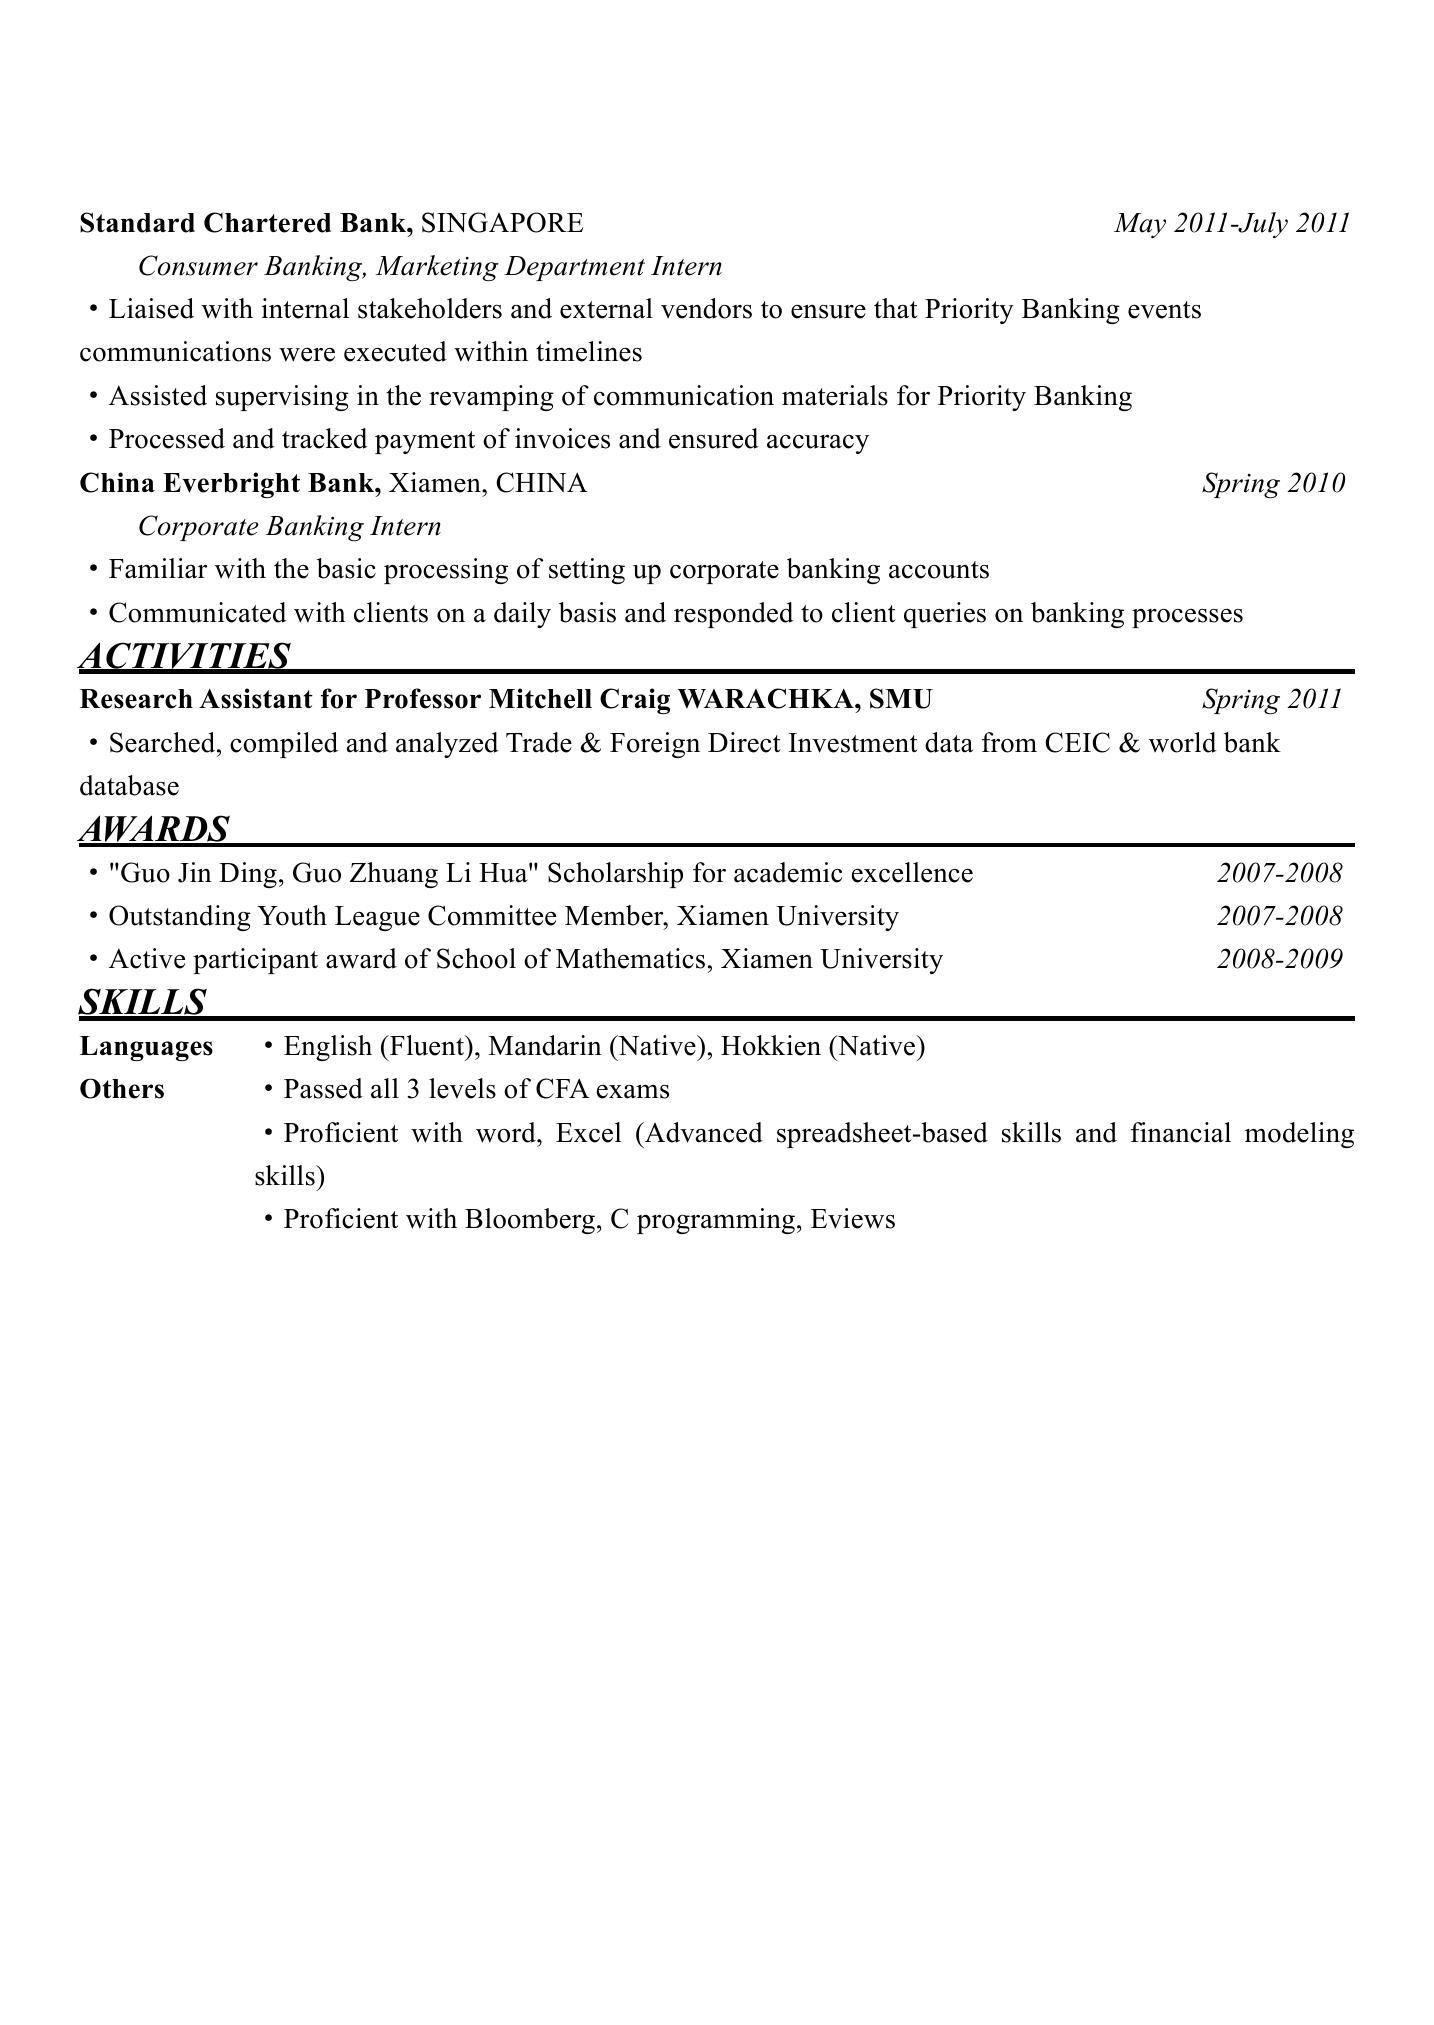 Standard Chartered Bank, SINGAPORE May 2011-July 2011
Consumer Banking, Marketing Department Intern
・Liaised with internal stakeholders and external vendors to ensure that Priority Banking events
communications were executed within timelines
・Assisted supervising in the revamping of communication materials for Priority Banking
・Processed and tracked payment of invoices and ensured accuracy
China Everbright Bank, Xiamen, CHINA Spring 2010
Corporate Banking Intern
・Familiar with the basic processing of setting up corporate banking accounts
・Communicated with clients on a daily basis and responded to client queries on banking processes
ACTIVITIES
Research Assistant for Professor Mitchell Craig WARACHKA, SMU Spring 2011
・Searched, compiled and analyzed Trade & Foreign Direct Investment data from CEIC & world bank
database
AWARDS
・"Guo Jin Ding, Guo Zhuang Li Hua" Scholarship for academic excellence 2007-2008
・Outstanding Youth League Committee Member, Xiamen University 2007-2008
・Active participant award of School of Mathematics, Xiamen University 2008-2009
SKILLS
Languages ・English (Fluent), Mandarin (Native), Hokkien (Native)
Others ・Passed all 3 levels of CFA exams
・Proficient with word, Excel (Advanced spreadsheet-based skills and financial modeling
skills)
・Proficient with Bloomberg, C programming, Eviews